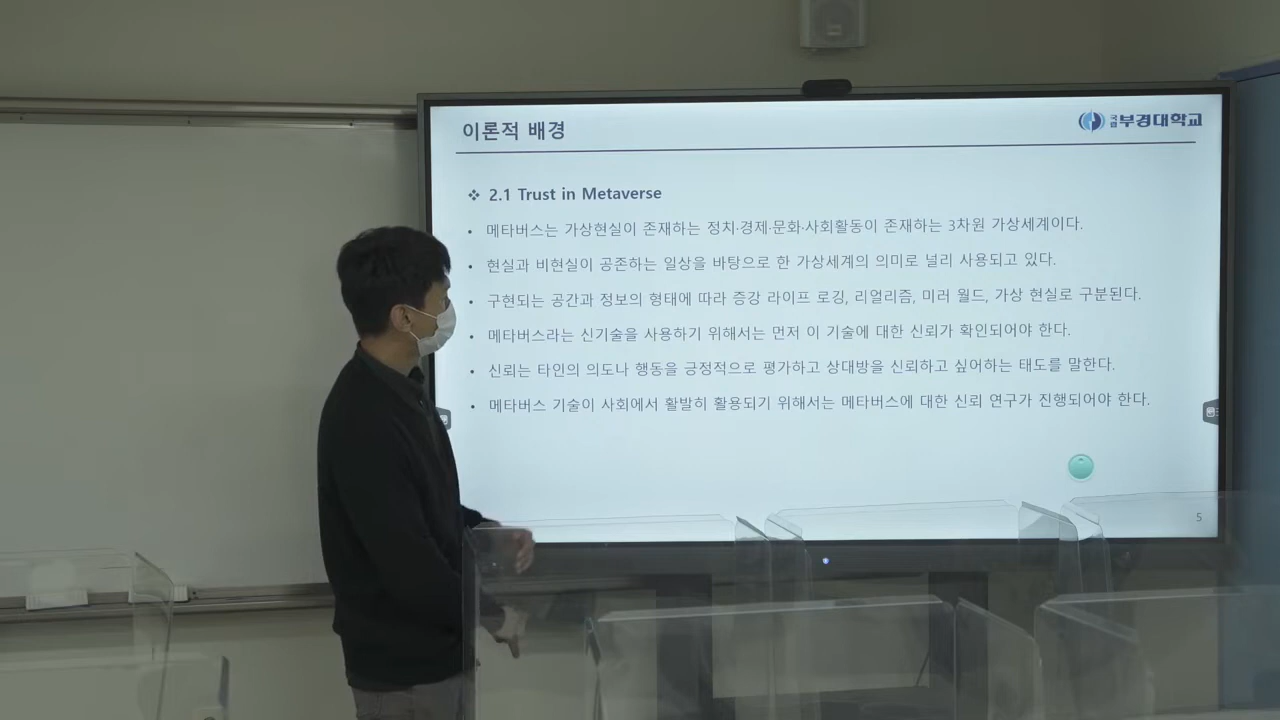 이론적 배경
국립부경대학교
❖ 2.1 Trust in Metaverse
• 메타버스는 가상현실이 존재하는 정치·경제·문화·사회활동이 존재하는 3차원 가상세계이다.
• 현실과 비현실이 공존하는 일상을 바탕으로 한 가상세계의 의미로 널리 사용되고 있다.
• 구현되는 공간과 정보의 형태에 따라 증강 라이프 로깅, 리얼리즘, 미러 월드, 가상 현실로 구분된다.
• 메타버스라는 신기술을 사용하기 위해서는 먼저 이 기술에 대한 신뢰가 확인되어야 한다.
• 신뢰는 타인의 의도나 행동을 긍정적으로 평가하고 상대방을 신뢰하고 싶어하는 태도를 말한다.
• 메타버스 기술이 사회에서 활발히 활용되기 위해서는 메타버스에 대한 신뢰 연구가 진행되어야 한다.
5